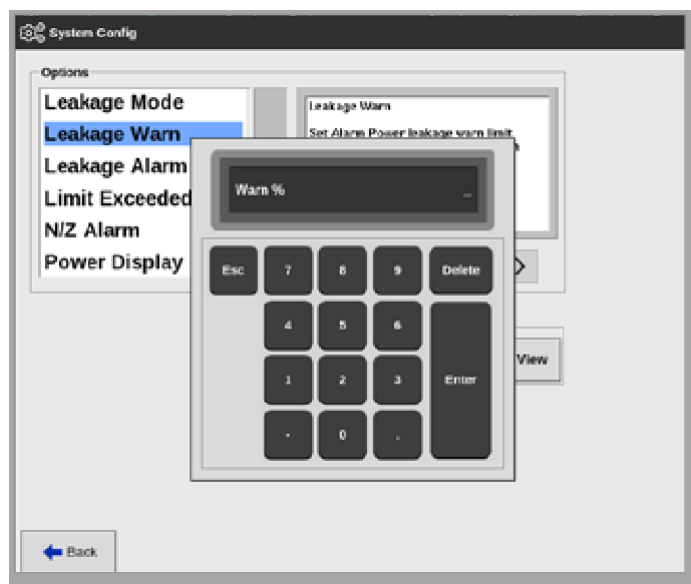 System Config
Options
Leakage Mode
Leakage Warn
Leakage Alarm
Limit Exceeded
N/Z Alarm
Power Display
Leakage Warn
Set Alarm Power leakage warn limit
Warn % _
Esc 7 8 9 Delete
4 5 6
1 2 3 Enter
- 0 .
View
Back